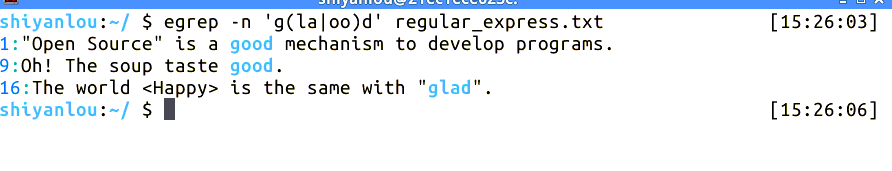 shiyanlou:~/ $ egrep -n 'g(la|oo)d' regular_express.txt [15:26:03]
1:"Open Source" is a good mechanism to develop programs.
9:Oh! The soup taste good.
16:The world <Happy> is the same with "glad".
shiyanlou:~/ $ [15:26:06]